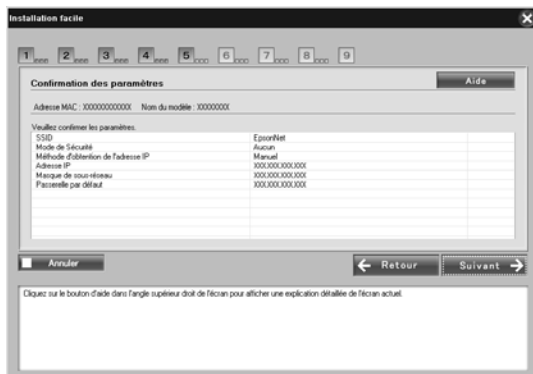 Installation facile
1 2 3 4 5 6 7 8 9
Confirmation des paramètres
Aide
Adresse MAC : XXXXXXXXXXXX Nom du modèle : XXXXXXXX
Veuillez confirmer les paramètres.
SSID EpsonNet
Mode de Sécurité Aucun
Méthode d'obtention de l'adresse IP Manuel
Adresse IP XXX.XXX.XXX.XXX
Masque de sous-réseau XXX.XXX.XXX.XXX
Passerelle par défaut XXX.XXX.XXX.XXX
Annuler
Retour
Suivant
Cliquez sur le bouton d'aide dans l'angle supérieur droit de l'écran pour afficher une explication détaillée de l'écran actuel.